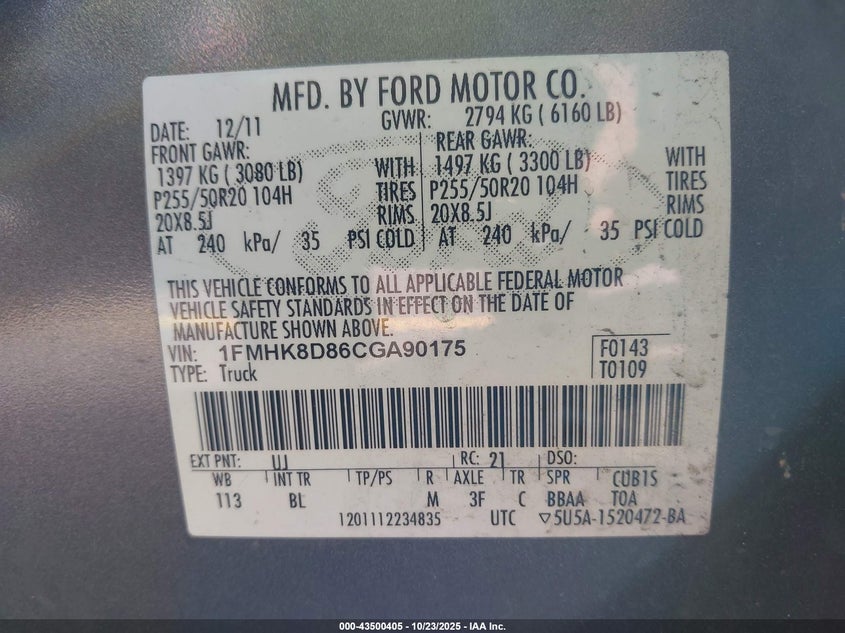 MFD. BY FORD MOTOR CO.
DATE: 12/11 GVWR: 2794 KG ( 6160 LB)
FRONT GAWR: REAR GAWR:
1397 KG ( 3080 LB) WITH 1497 KG ( 3300 LB) WITH
P255/50R20 104H TIRES P255/50R20 104H TIRES
20X8.5J RIMS 20X8.5J RIMS
AT 240 kPa/ 35 PSI COLD AT 240 kPa/ 35 PSI COLD
THIS VEHICLE CONFORMS TO ALL APPLICABLE FEDERAL MOTOR
VEHICLE SAFETY STANDARDS IN EFFECT ON THE DATE OF
MANUFACTURE SHOWN ABOVE.
VIN: 1FMHK8D86CGA90175 F0143
TYPE: Truck T0109
EXT PNT: UJ RC: 21 DSO:
WB INT TR TP/PS R AXLE TR SPR CUB1S
113 BL M 3F C BBAA TOA
1201112234835 UTC ▽5U5A-1520472-BA
000-43500405 - 10/23/2025 - IAA Inc.